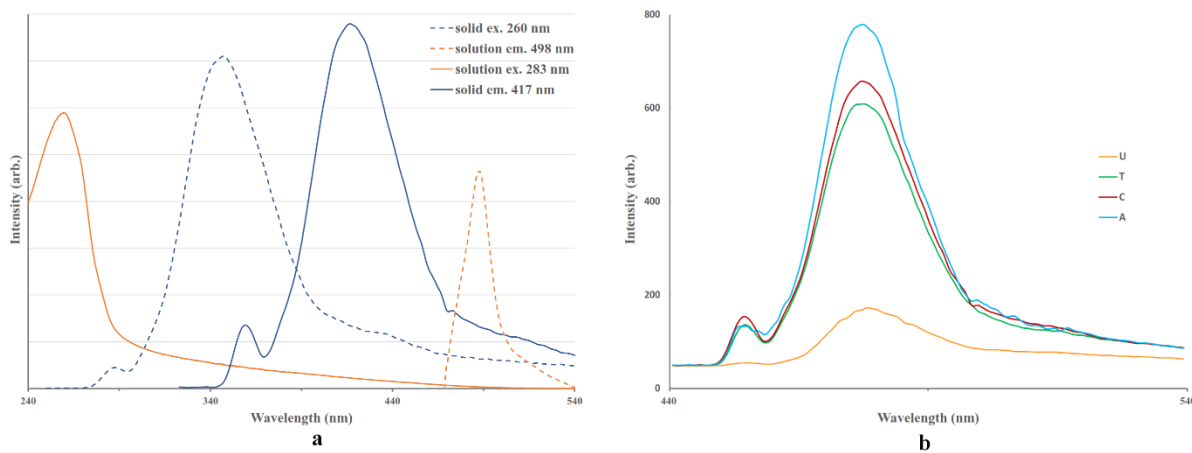 solid ex. 260 nm
solution em. 498 nm
solution ex. 283 nm
solid em. 417 nm
Intensity (arb.)
240
340
440
540
Wavelength (nm)
a
800
600
400
200
0
Intensity (arb.)
U
T
C
A
440
540
Wavelength (nm)
b